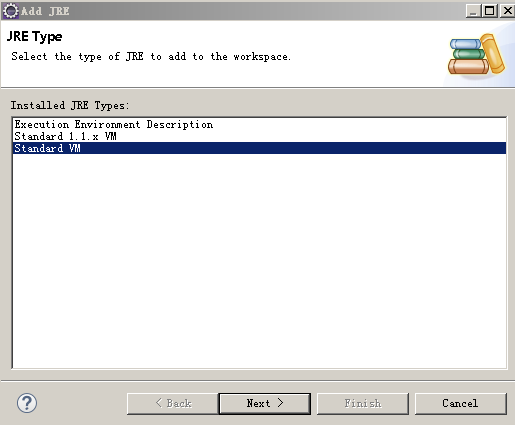 Add JRE
JRE Type
Select the type of JRE to add to the workspace.
Installed JRE Types:
Execution Environment Description
Standard 1.1.x VM
Standard VM
?
< Back
Next >
Finish
Cancel